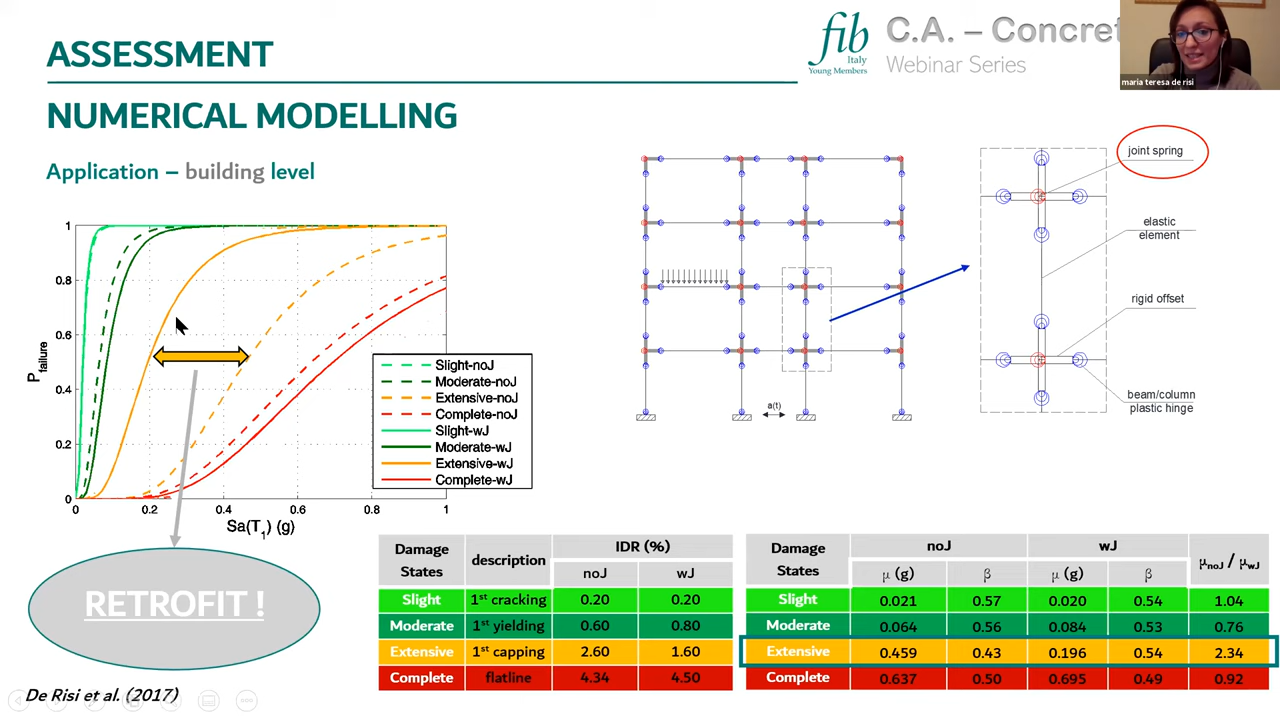 ASSESSMENT
fib
Italy
Young Members
C.A. – Concret
Webinar Series
maria teresa de risi
NUMERICAL MODELLING
Application – building level
1
0.8
0.6
0.4
0.2
0
0 0.2 0.4 0.6 0.8 1
Pfailure
Sa(T1) (g)
Slight-noJ
Moderate-noJ
Extensive-noJ
Complete-noJ
Slight-wJ
Moderate-wJ
Extensive-wJ
Complete-wJ
a(t)
joint spring
elastic
element
rigid offset
beam/column
plastic hinge
RETROFIT !
De Risi et al. (2017)
Damage States description IDR (%)
noJ wJ
Slight 1st cracking 0.20 0.20
Moderate 1st yielding 0.60 0.80
Extensive 1st capping 2.60 1.60
Complete flatline 4.34 4.50
Damage States noJ wJ μnoJ / μwJ
μ (g) β μ (g) β
Slight 0.021 0.57 0.020 0.54 1.04
Moderate 0.064 0.56 0.084 0.53 0.76
Extensive 0.459 0.43 0.196 0.54 2.34
Complete 0.637 0.50 0.695 0.49 0.92